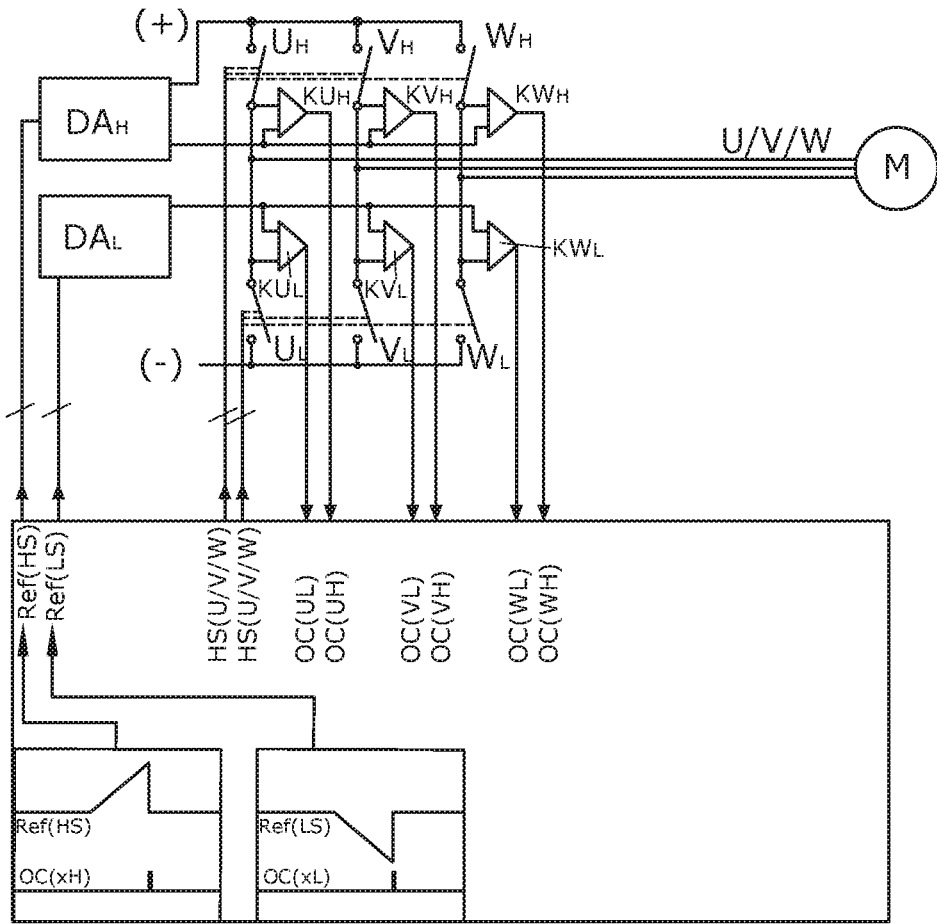 (+)
UH
VH
WH
DAH
KUH
KVH
KWH
U/V/W
M
DAL
KUL
KVL
KWL
UL
VL
WL
(-)
Ref(HS)
Ref(LS)
HS(U/V/W)
HS(U/V/W)
OC(UL)
OC(UH)
OC(VL)
OC(VH)
OC(WL)
OC(WH)
Ref(HS)
OC(xH)
Ref(LS)
OC(xL)